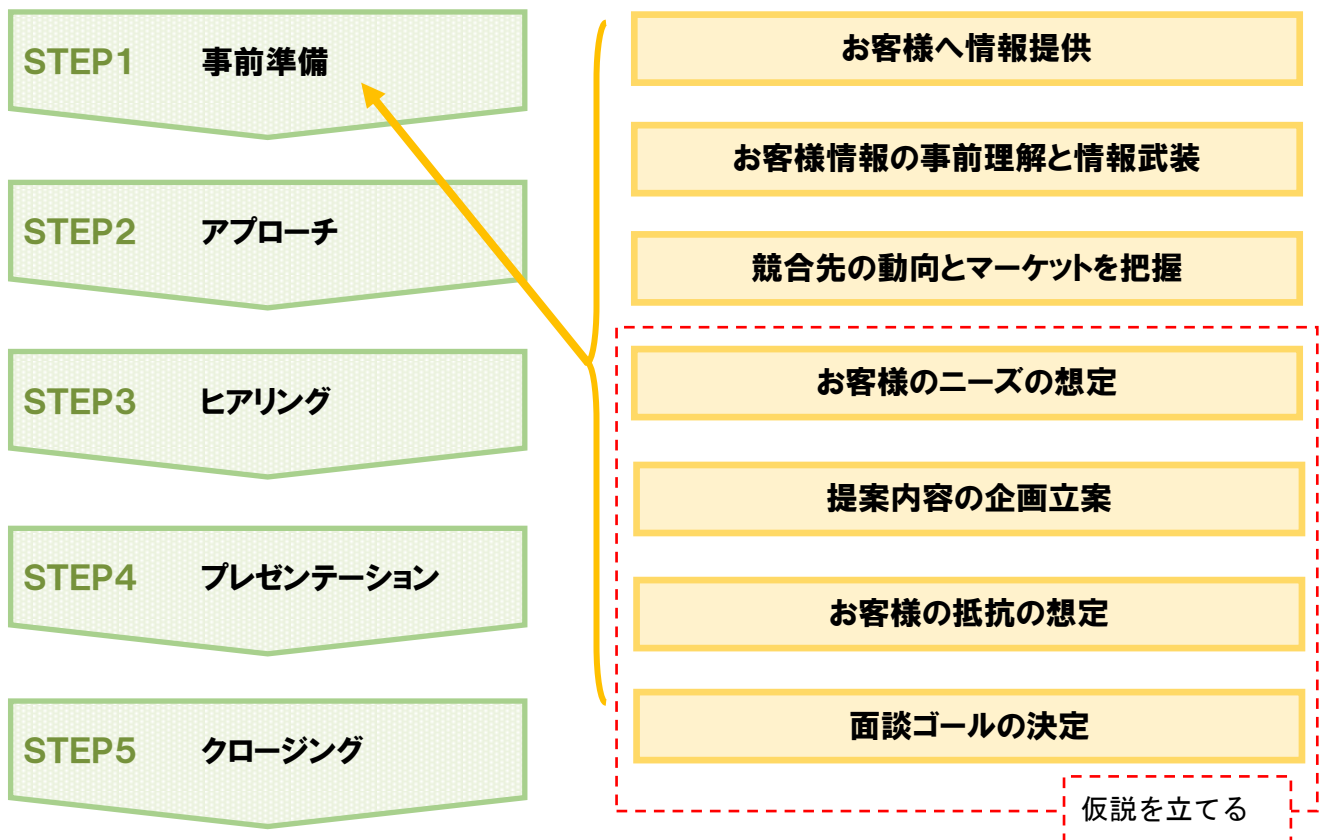 STEP1 事前準備
STEP2 アプローチ
STEP3 ヒアリング
STEP4 プレゼンテーション
STEP5 クロージング
お客様へ情報提供
お客様情報の事前理解と情報武装
競合先の動向とマーケットを把握
お客様のニーズの想定
提案内容の企画立案
お客様の抵抗の想定
面談ゴールの決定
仮説を立てる